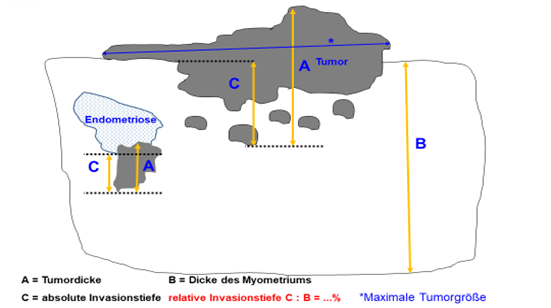 *
A Tumor
C
Endometriose
B
C A
A = Tumordicke B = Dicke des Myometriums
C = absolute Invasionstiefe relative Invasionstiefe C : B = ...% *Maximale Tumorgröße